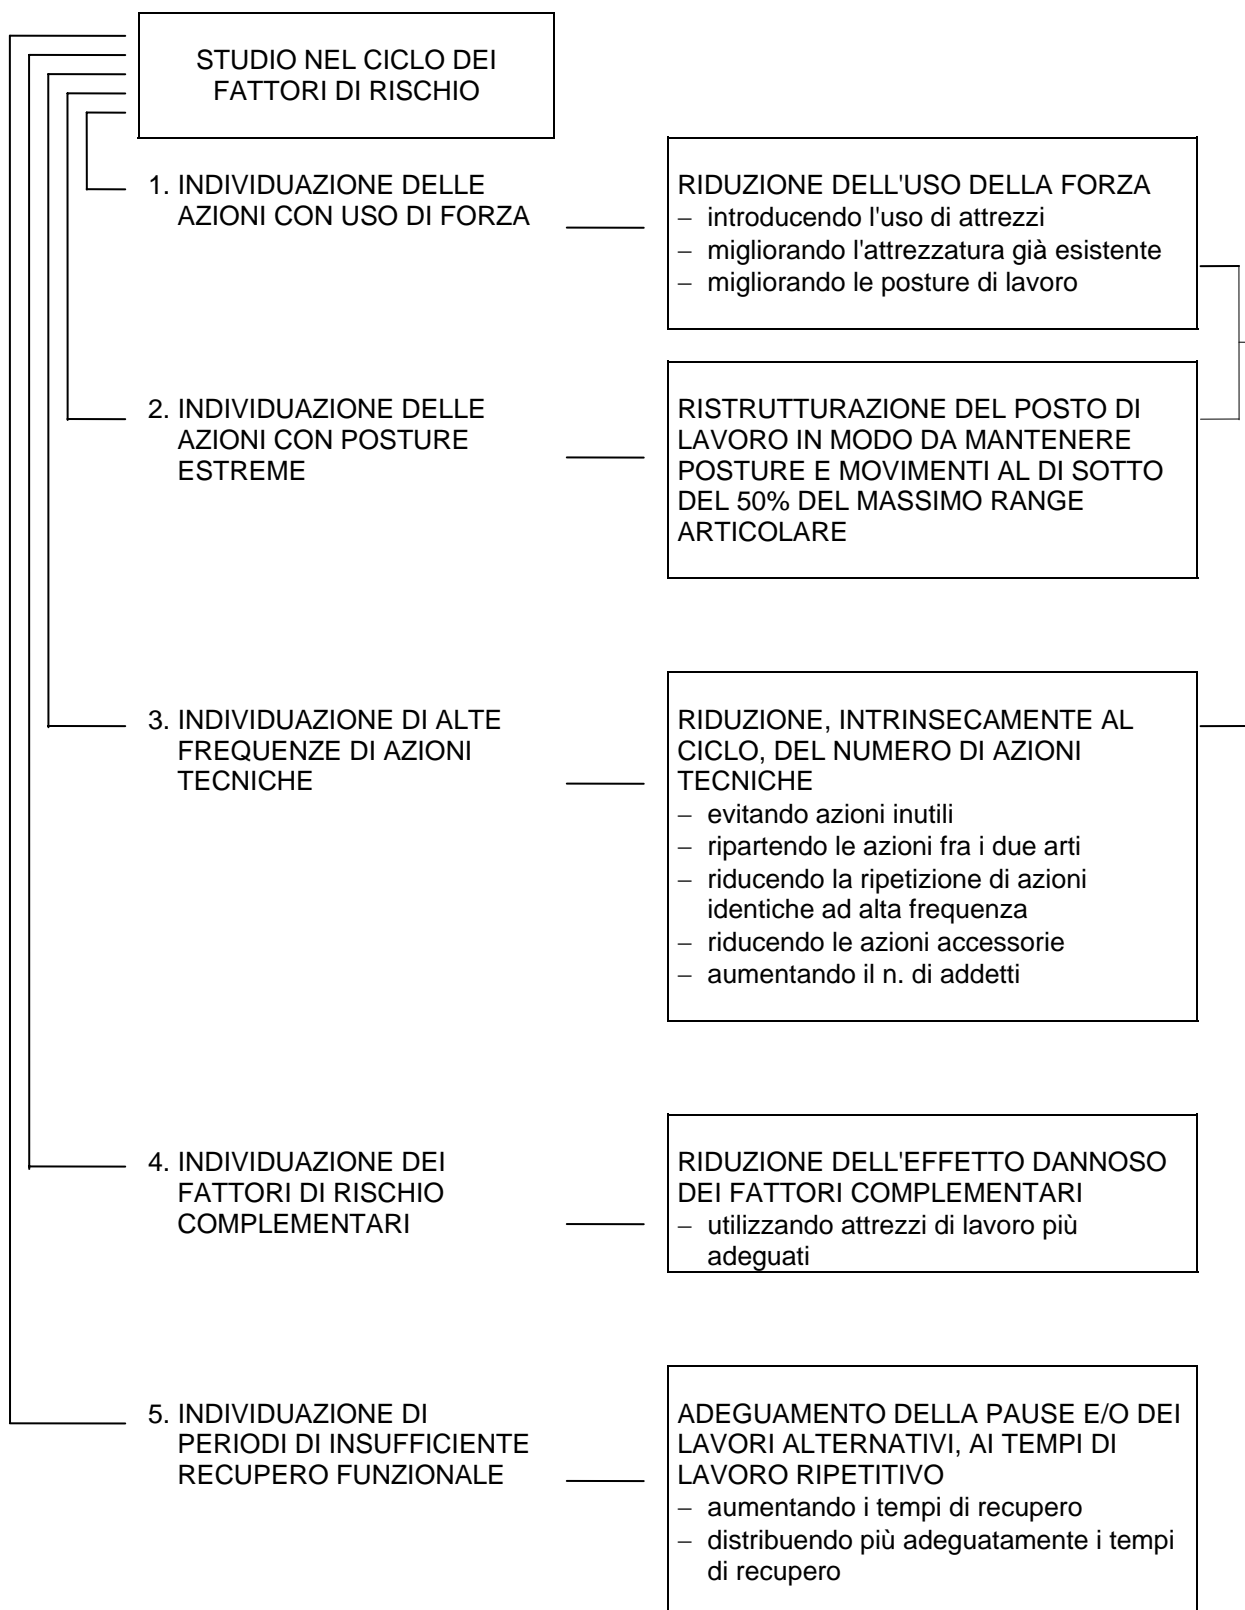 STUDIO NEL CICLO DEI
FATTORI DI RISCHIO
1. INDIVIDUAZIONE DELLE
AZIONI CON USO DI FORZA
RIDUZIONE DELL'USO DELLA FORZA
– introducendo l'uso di attrezzi
– migliorando l'attrezzatura già esistente
– migliorando le posture di lavoro
2. INDIVIDUAZIONE DELLE
AZIONI CON POSTURE
ESTREME
RISTRUTTURAZIONE DEL POSTO DI
LAVORO IN MODO DA MANTENERE
POSTURE E MOVIMENTI AL DI SOTTO
DEL 50% DEL MASSIMO RANGE
ARTICOLARE
3. INDIVIDUAZIONE DI ALTE
FREQUENZE DI AZIONI
TECNICHE
RIDUZIONE, INTRINSECAMENTE AL
CICLO, DEL NUMERO DI AZIONI
TECNICHE
– evitando azioni inutili
– ripartendo le azioni fra i due arti
– riducendo la ripetizione di azioni
identiche ad alta frequenza
– riducendo le azioni accessorie
– aumentando il n. di addetti
4. INDIVIDUAZIONE DEI
FATTORI DI RISCHIO
COMPLEMENTARI
RIDUZIONE DELL'EFFETTO DANNOSO
DEI FATTORI COMPLEMENTARI
– utilizzando attrezzi di lavoro più
adeguati
5. INDIVIDUAZIONE DI
PERIODI DI INSUFFICIENTE
RECUPERO FUNZIONALE
ADEGUAMENTO DELLA PAUSE E/O DEI
LAVORI ALTERNATIVI, AI TEMPI DI
LAVORO RIPETITIVO
– aumentando i tempi di recupero
– distribuendo più adeguatamente i tempi
di recupero